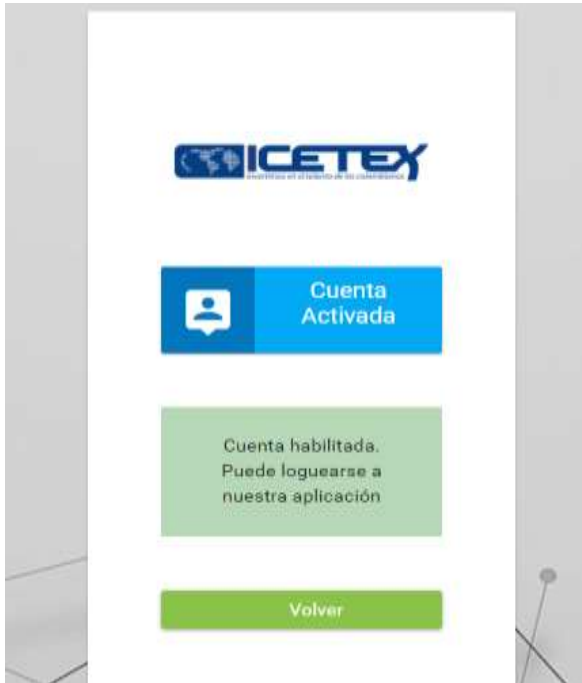 ICETEX
Cuenta
Activada
Cuenta habilitada.
Puede loguearse a
nuestra aplicación
Volver